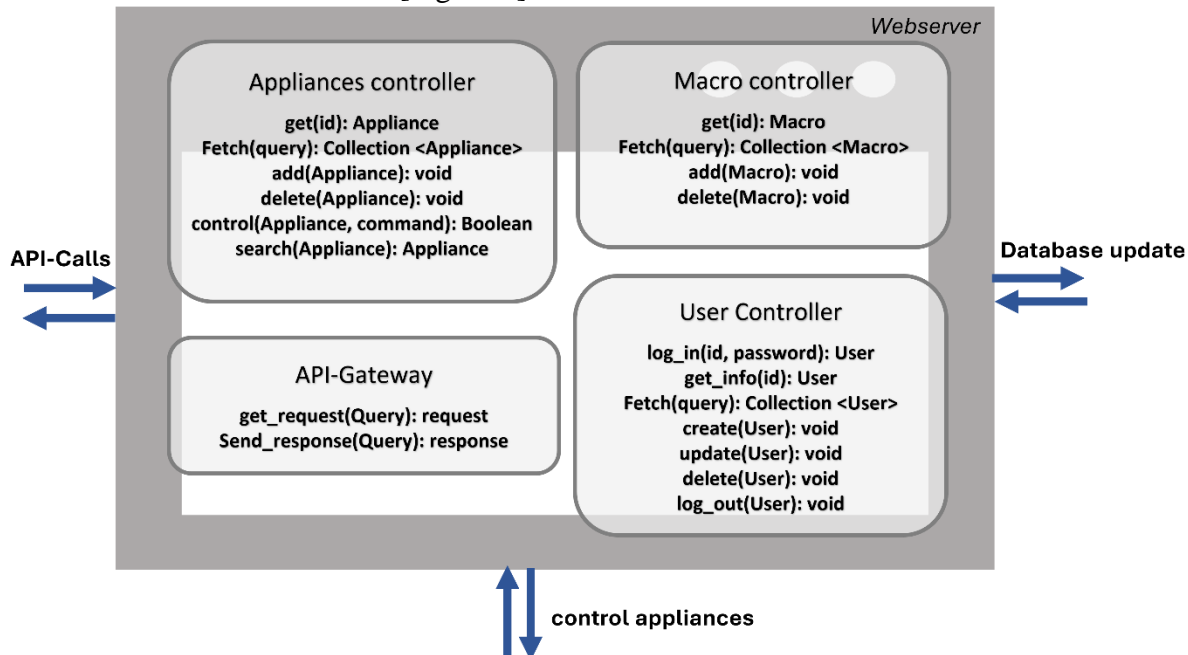 Webserver
Appliances controller
get(id): Appliance
Fetch(query): Collection <Appliance>
add(Appliance): void
delete(Appliance): void
control(Appliance, command): Boolean
search(Appliance): Appliance
Macro controller
get(id): Macro
Fetch(query): Collection <Macro>
add(Macro): void
delete(Macro): void
API-Calls
Database update
API-Gateway
get_request(Query): request
Send_response(Query): response
User Controller
log_in(id, password): User
get_info(id): User
Fetch(query): Collection <User>
create(User): void
update(User): void
delete(User): void
log_out(User): void
control appliances